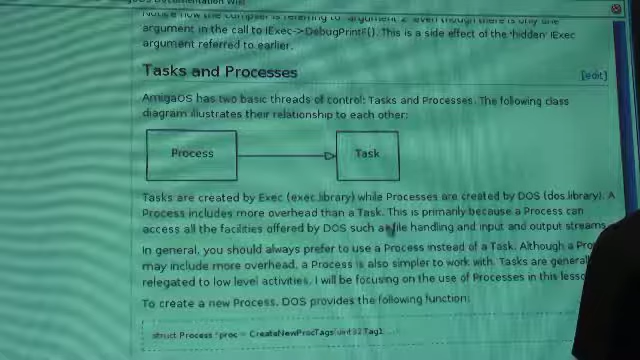 Documentation Wiki
Notice how the compiler is referring to 'argument 2' even though there is only one
argument in the call to IExec->DebugPrintF(). This is a side effect of the 'hidden' IExec
argument referred to earlier.
Tasks and Processes [edit]
AmigaOS has two basic threads of control: Tasks and Processes. The following class
diagram illustrates their relationship to each other:
Process Task
Tasks are created by Exec (exec.library) while Processes are created by DOS (dos.library). A
Process includes more overhead than a Task. This is primarily because a Process can
access all the facilities offered by DOS such a file handling and input and output streams.
In general, you should always prefer to use a Process instead of a Task. Although a Pro
may include more overhead, a Process is also simpler to work with. Tasks are general
relegated to low level activities. I will be focusing on the use of Processes in this lesso
To create a new Process, DOS provides the following function:
struct Process *proc = CreateNewProcTags(uint32 Tag1, ...)